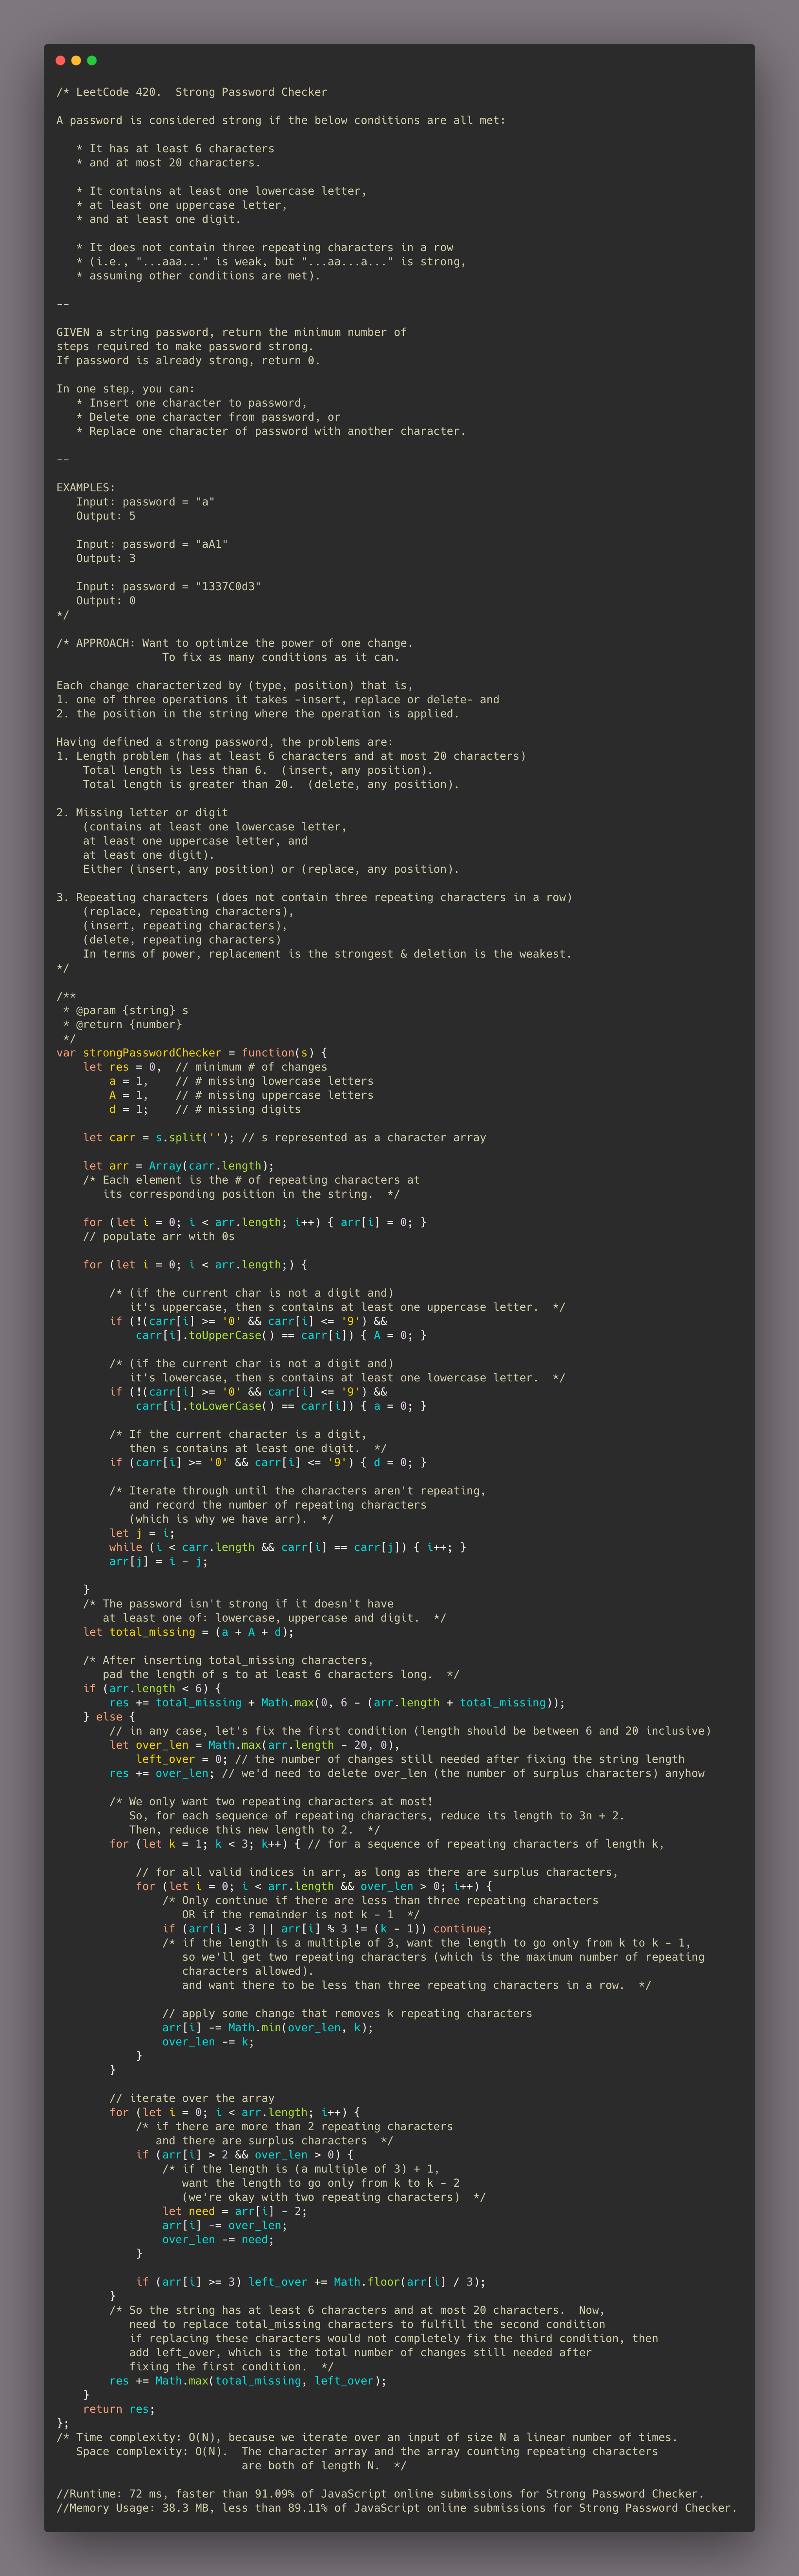 /* LeetCode 420.  Strong Password Checker

A password is considered strong if the below conditions are all met:

   * It has at least 6 characters
   * and at most 20 characters.

   * It contains at least one lowercase letter,
   * at least one uppercase letter,
   * and at least one digit.

   * It does not contain three repeating characters in a row
   * (i.e., "...aaa..." is weak, but "...aa...a..." is strong,
   * assuming other conditions are met).

--

GIVEN a string password, return the minimum number of
steps required to make password strong.
If password is already strong, return 0.

In one step, you can:
   * Insert one character to password,
   * Delete one character from password, or
   * Replace one character of password with another character.

--

EXAMPLES:
   Input: password = "a"
   Output: 5

   Input: password = "aA1"
   Output: 3

   Input: password = "1337C0d3"
   Output: 0
*/

/* APPROACH: Want to optimize the power of one change.
                To fix as many conditions as it can.

Each change characterized by (type, position) that is,
1. one of three operations it takes -insert, replace or delete- and
2. the position in the string where the operation is applied.

Having defined a strong password, the problems are:
1. Length problem (has at least 6 characters and at most 20 characters)
    Total length is less than 6.  (insert, any position).
    Total length is greater than 20.  (delete, any position).

2. Missing letter or digit
    (contains at least one lowercase letter,
    at least one uppercase letter, and
    at least one digit).
    Either (insert, any position) or (replace, any position).

3. Repeating characters (does not contain three repeating characters in a row)
    (replace, repeating characters),
    (insert, repeating characters),
    (delete, repeating characters)
    In terms of power, replacement is the strongest & deletion is the weakest.
*/

/**
 * @param {string} s
 * @return {number}
 */
var strongPasswordChecker = function(s) {
    let res = 0,  // minimum # of changes
        a = 1,    // # missing lowercase letters
        A = 1,    // # missing uppercase letters
        d = 1;    // # missing digits

    let carr = s.split(''); // s represented as a character array

    let arr = Array(carr.length);
    /* Each element is the # of repeating characters at
       its corresponding position in the string.  */

    for (let i = 0; i < arr.length; i++) { arr[i] = 0; }
    // populate arr with 0s

    for (let i = 0; i < arr.length;) {

        /* (if the current char is not a digit and)
           it's uppercase, then s contains at least one uppercase letter.  */
        if (!(carr[i] >= '0' && carr[i] <= '9') &&
            carr[i].toUpperCase() == carr[i]) { A = 0; }

        /* (if the current char is not a digit and)
           it's lowercase, then s contains at least one lowercase letter.  */
        if (!(carr[i] >= '0' && carr[i] <= '9') &&
            carr[i].toLowerCase() == carr[i]) { a = 0; }

        /* If the current character is a digit,
           then s contains at least one digit.  */
        if (carr[i] >= '0' && carr[i] <= '9') { d = 0; }

        /* Iterate through until the characters aren't repeating,
           and record the number of repeating characters
           (which is why we have arr).  */
        let j = i;
        while (i < carr.length && carr[i] == carr[j]) { i++; }
        arr[j] = i - j;

    }
    /* The password isn't strong if it doesn't have
       at least one of: lowercase, uppercase and digit.  */
    let total_missing = (a + A + d);

    /* After inserting total_missing characters,
       pad the length of s to at least 6 characters long.  */
    if (arr.length < 6) {
        res += total_missing + Math.max(0, 6 - (arr.length + total_missing));
    } else {
        // in any case, let's fix the first condition (length should be between 6 and 20 inclusive)
        let over_len = Math.max(arr.length - 20, 0),
            left_over = 0; // the number of changes still needed after fixing the string length
        res += over_len; // we'd need to delete over_len (the number of surplus characters) anyhow

        /* We only want two repeating characters at most!
           So, for each sequence of repeating characters, reduce its length to 3n + 2.
           Then, reduce this new length to 2.  */
        for (let k = 1; k < 3; k++) { // for a sequence of repeating characters of length k,

            // for all valid indices in arr, as long as there are surplus characters,
            for (let i = 0; i < arr.length && over_len > 0; i++) {
                /* Only continue if there are less than three repeating characters
                   OR if the remainder is not k - 1  */
                if (arr[i] < 3 || arr[i] % 3 != (k - 1)) continue;
                /* if the length is a multiple of 3, want the length to go only from k to k - 1,
                   so we'll get two repeating characters (which is the maximum number of repeating
                   characters allowed).
                   and want there to be less than three repeating characters in a row.  */

                // apply some change that removes k repeating characters
                arr[i] -= Math.min(over_len, k);
                over_len -= k;
            }
        }

        // iterate over the array
        for (let i = 0; i < arr.length; i++) {
            /* if there are more than 2 repeating characters
               and there are surplus characters  */
            if (arr[i] > 2 && over_len > 0) {
                /* if the length is (a multiple of 3) + 1,
                   want the length to go only from k to k - 2
                   (we're okay with two repeating characters)  */
                let need = arr[i] - 2;
                arr[i] -= over_len;
                over_len -= need;
            }

            if (arr[i] >= 3) left_over += Math.floor(arr[i] / 3);
        }
        /* So the string has at least 6 characters and at most 20 characters.  Now,
           need to replace total_missing characters to fulfill the second condition
           if replacing these characters would not completely fix the third condition, then
           add left_over, which is the total number of changes still needed after
           fixing the first condition.  */
        res += Math.max(total_missing, left_over);
    }
    return res;
};
/* Time complexity: O(N), because we iterate over an input of size N a linear number of times.
   Space complexity: O(N).  The character array and the array counting repeating characters
                            are both of length N.  */

//Runtime: 72 ms, faster than 91.09% of JavaScript online submissions for Strong Password Checker.
//Memory Usage: 38.3 MB, less than 89.11% of JavaScript online submissions for Strong Password Checker.